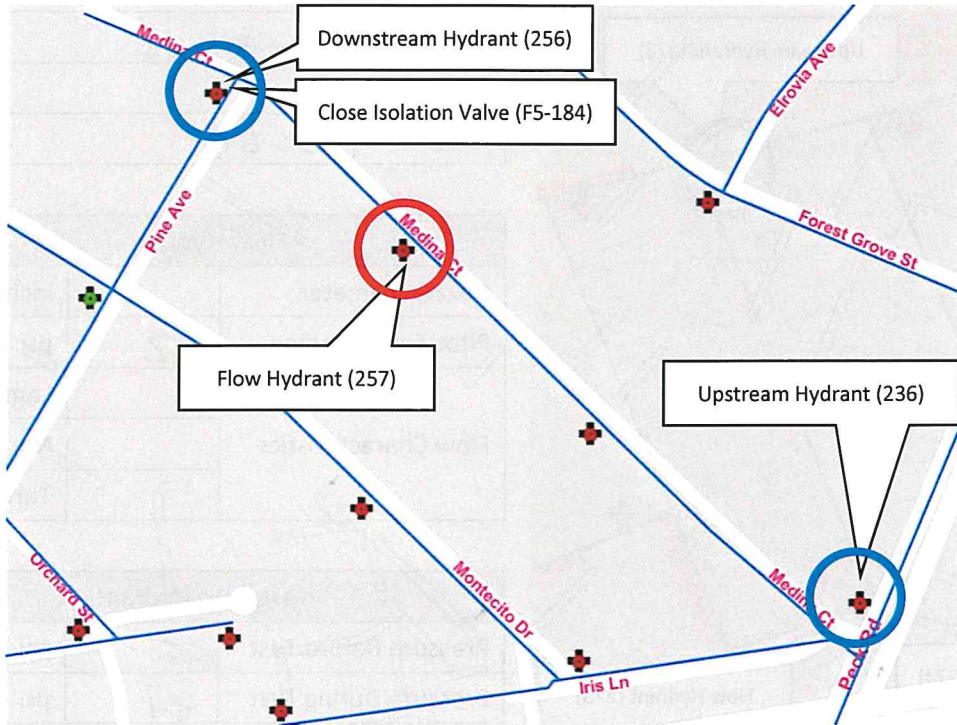 Medina Ct
Downstream Hydrant (256)
Close Isolation Valve (F5-184)
Elrovia Ave
Pine Ave
Medina Ct
Forest Grove St
Flow Hydrant (257)
Upstream Hydrant (236)
Orchard St
Montecito Dr
Medina Ct
Peck Rd
Iris Ln